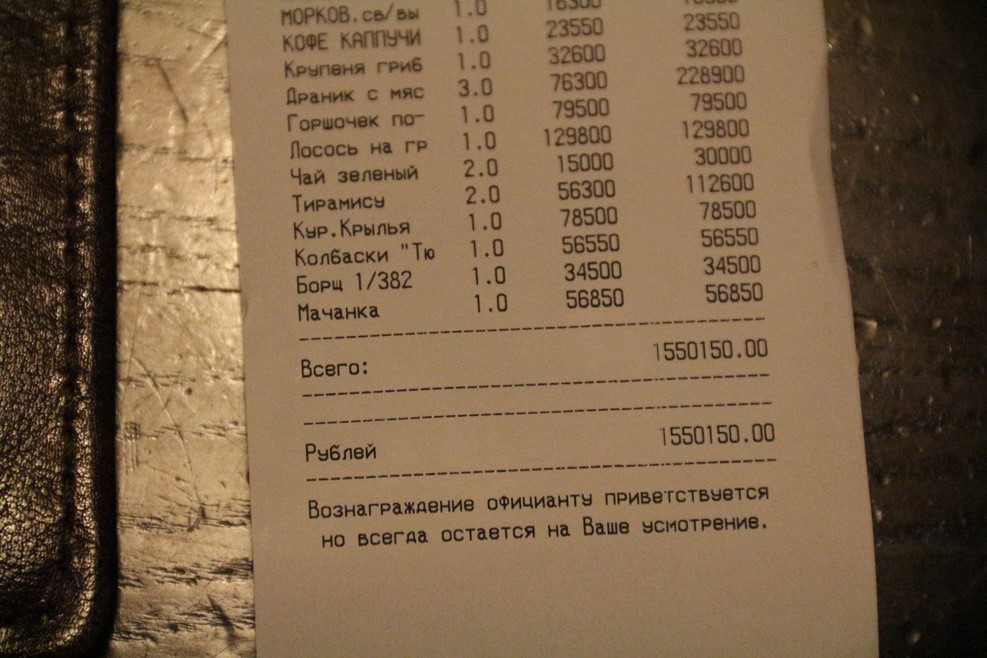 МОРКОВ.св/вы 1.0 16300
КОФЕ КАППУЧИ 1.0 23550 23550
Крупеня гриб 1.0 32600 32600
Драник с мяс 3.0 76300 228900
Горшочек по- 1.0 79500 79500
Лосось на гр 1.0 129800 129800
Чай зеленый 2.0 15000 30000
Тирамису 2.0 56300 112600
Кур.Крылья 1.0 78500 78500
Колбаски "Тю 1.0 56550 56550
Борщ 1/382 1.0 34500 34500
Мачанка 1.0 56850 56850
Всего: 1550150.00
Рублей 1550150.00
Вознаграждение официанту приветствуется
но всегда остается на Ваше усмотрение.